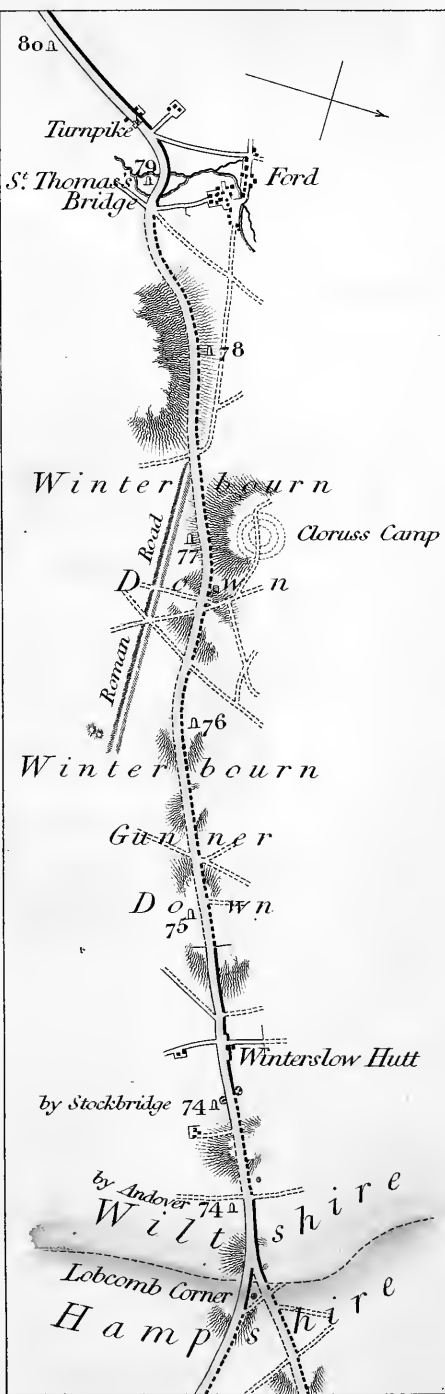 80
Turnpike
79
St. Thomas's
Bridge
Ford
78
Winterbourn
Cloruss Camp
Road
77
Down
Roman
76
Winterbourn
Gunner
Down
75
Winterslow Hutt
by Stockbridge 74
by Andover 74
Wiltshire
Lobcomb Corner
Hampshire